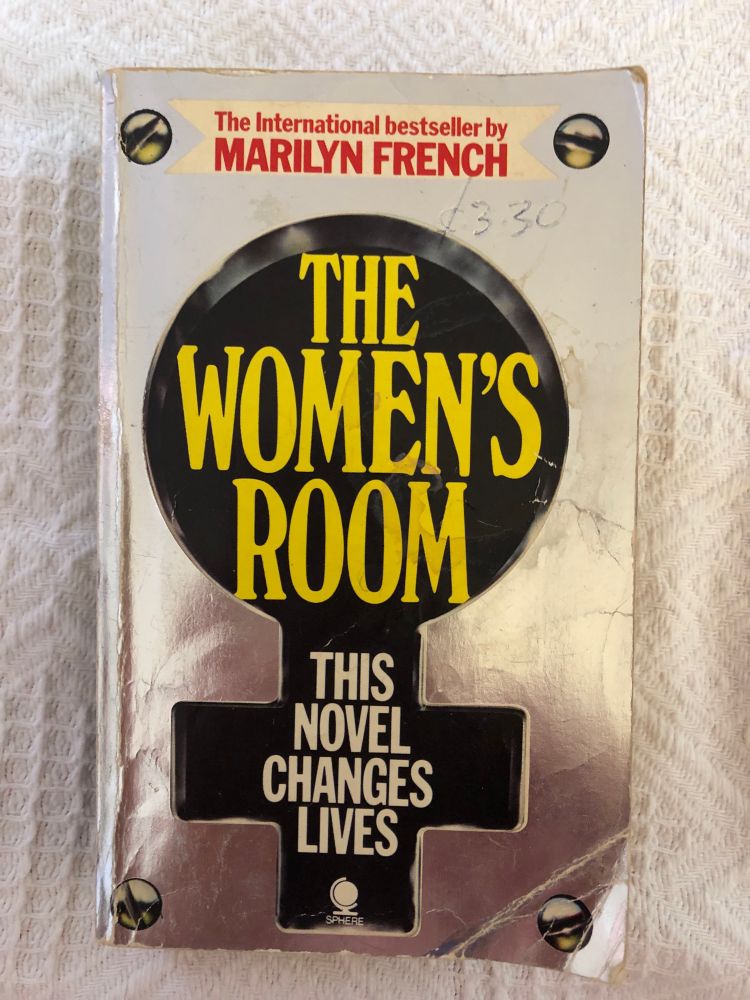 The International bestseller by
MARILYN FRENCH
£3.30
THE
WOMEN'S
ROOM
THIS
NOVEL
CHANGES
LIVES
SPHERE